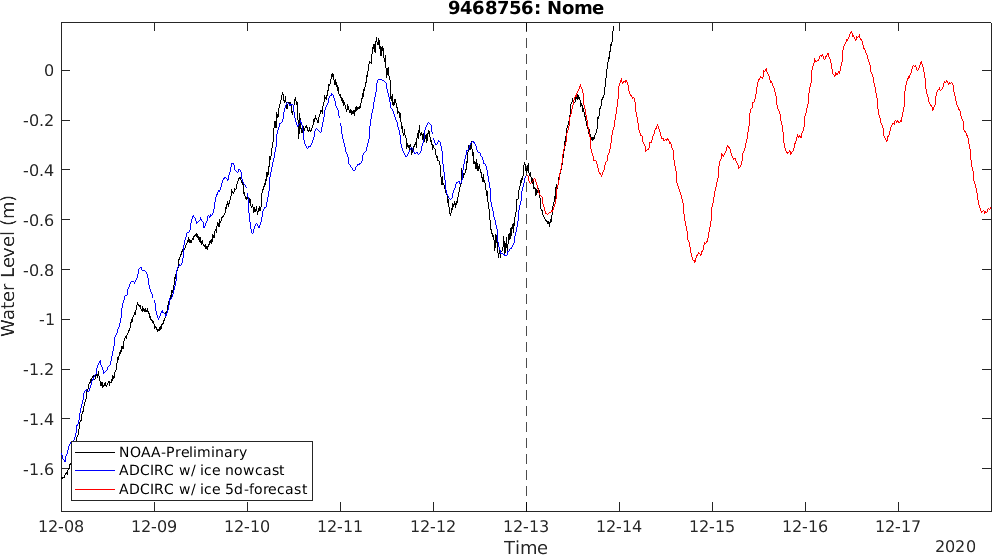 9468756: Nome
Water Level (m)
0
-0.2
-0.4
-0.6
-0.8
-1
-1.2
-1.4
-1.6
NOAA-Preliminary
ADCIRC w/ ice nowcast
ADCIRC w/ ice 5d-forecast
12-08 12-09 12-10 12-11 12-12 12-13 12-14 12-15 12-16 12-17
Time
2020